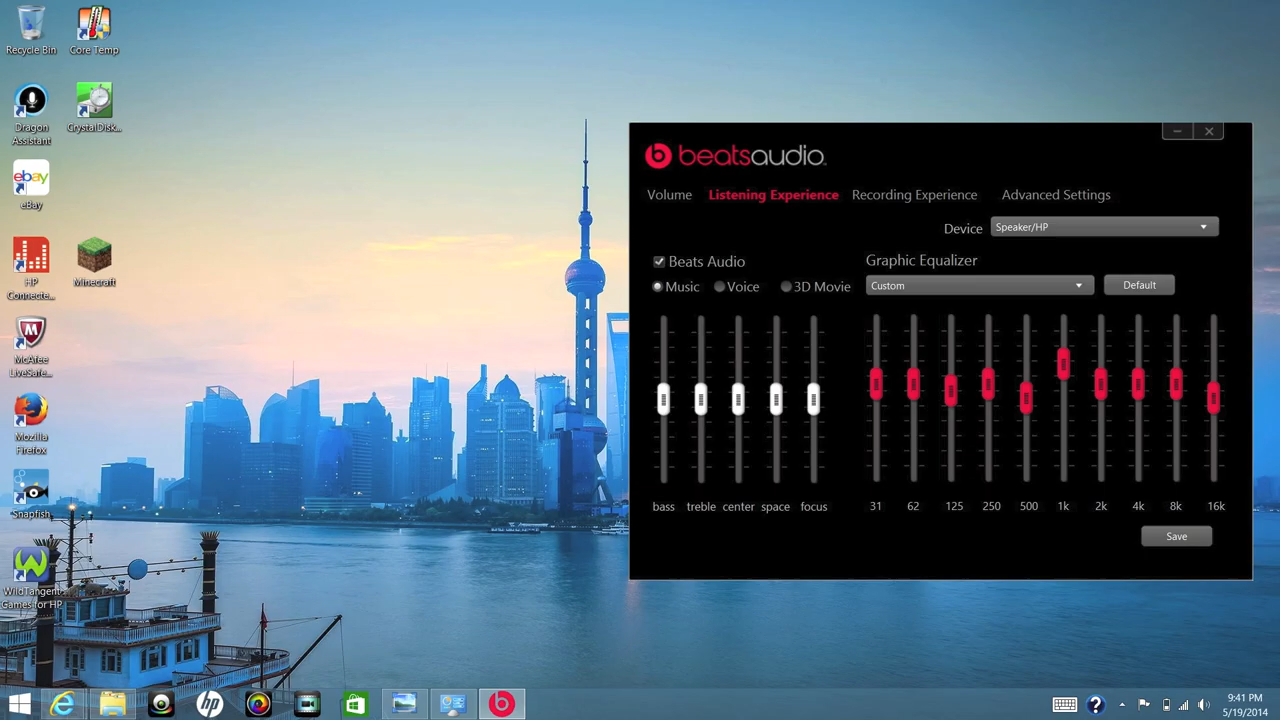 Recycle Bin
Core Temp
Dragon
Assistant
CrystalDisk...
ebay
eBay
HP
Connecte...
Minecraft
McAfee
LiveSafe...
Mozilla
Firefox
Snapfish
WildTangent
Games for HP
beatsaudio
Volume
Listening Experience
Recording Experience
Advanced Settings
Device
Speaker/HP
Beats Audio
Music
Voice
3D Movie
bass
treble
center
space
focus
Graphic Equalizer
Custom
Default
31
62
125
250
500
1k
2k
4k
8k
16k
Save
hp
9:41 PM
5/19/2014